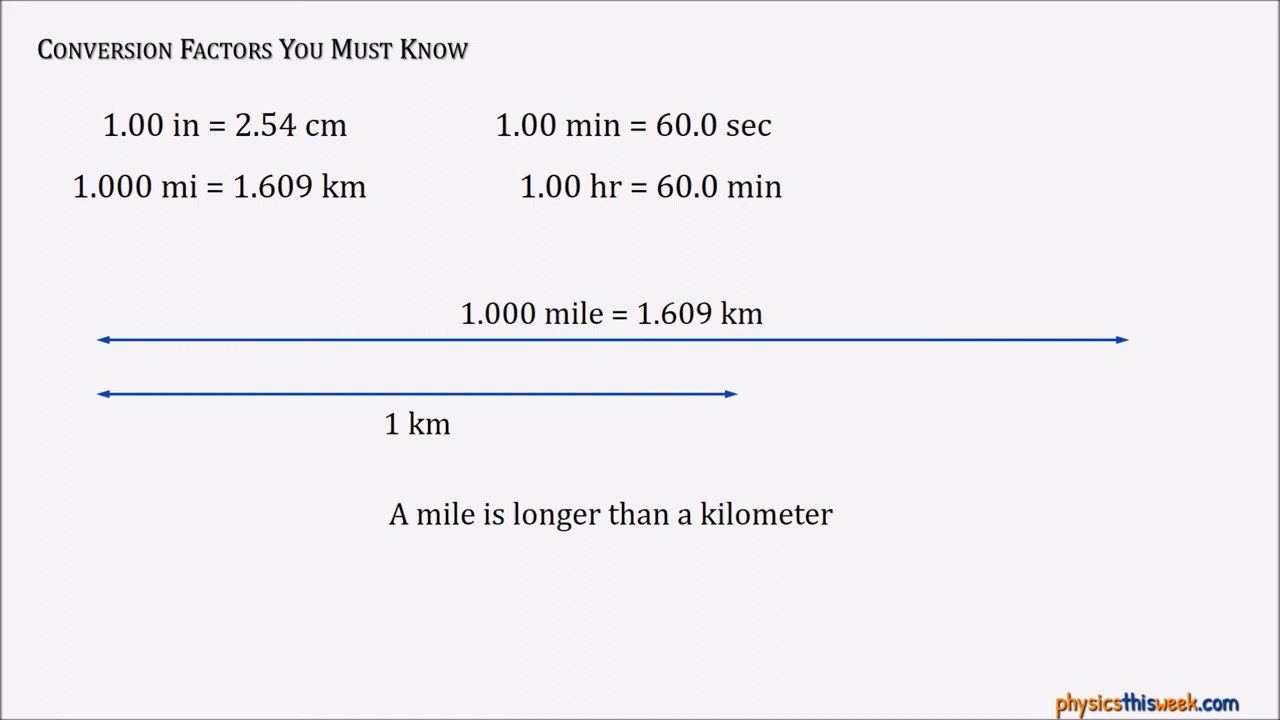 Conversion Factors You Must Know
1.00 in = 2.54 cm
1.00 min = 60.0 sec
1.000 mi = 1.609 km
1.00 hr = 60.0 min
1.000 mile = 1.609 km
1 km
A mile is longer than a kilometer
physicsthisweek.com